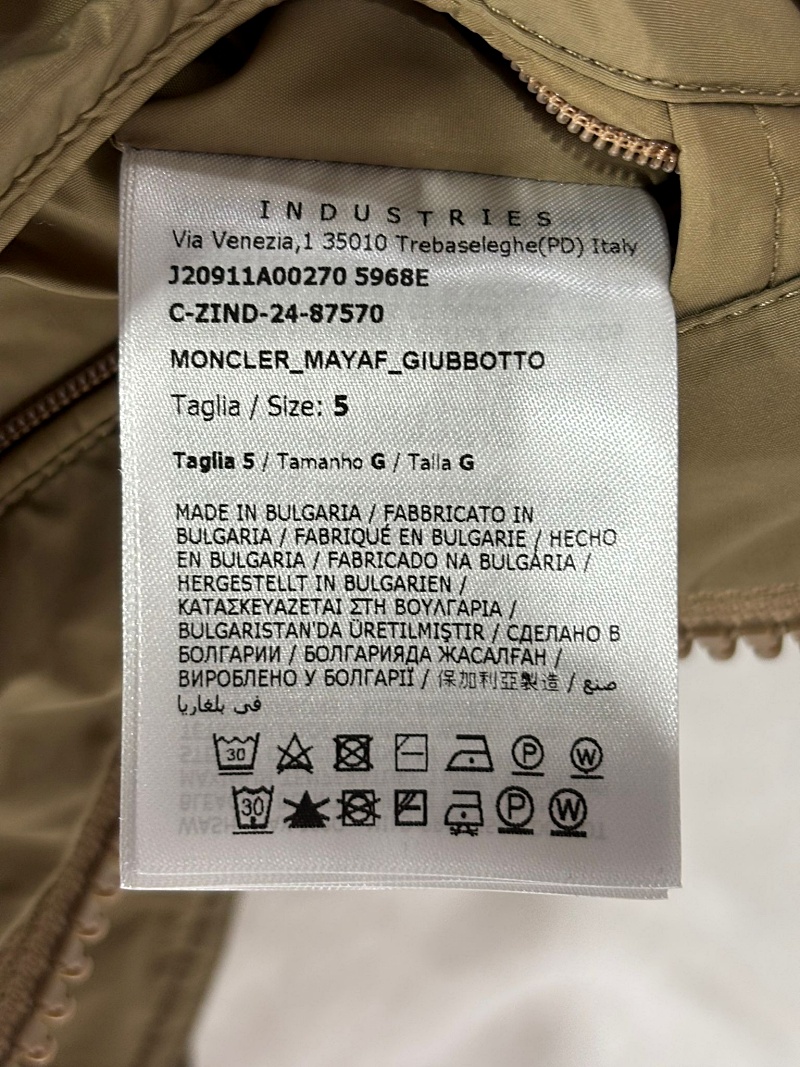 INDUSTRIES
Via Venezia,1 35010 Trebaseleghe(PD) Italy
J20911A00270 5968E
C-ZIND-24-87570
MONCLER_MAYAF_GIUBBOTTO
Taglia / Size: 5
Taglia 5 / Tamanho G / Talla G
MADE IN BULGARIA / FABBRICATO IN
BULGARIA / FABRIQUÉ EN BULGARIE / HECHO
EN BULGARIA / FABRICADO NA BULGÁRIA /
HERGESTELLT IN BULGARIEN /
ΚΑΤΑΣΚΕΥΑΖΕΤΑΙ ΣΤΗ ΒΟΥΛΓΑΡΙΑ /
BULGARISTAN'DA ÜRETILMIŞTIR / СДЕЛАНО В
БОЛГАРИИ / БОЛГАРИЯДА ЖАСАЛҒАН /
ВИРОБЛЕНО У БОЛГАРІЇ / 保加利亞製造 / صنع
في بلغاريا
30 P W
30 P W